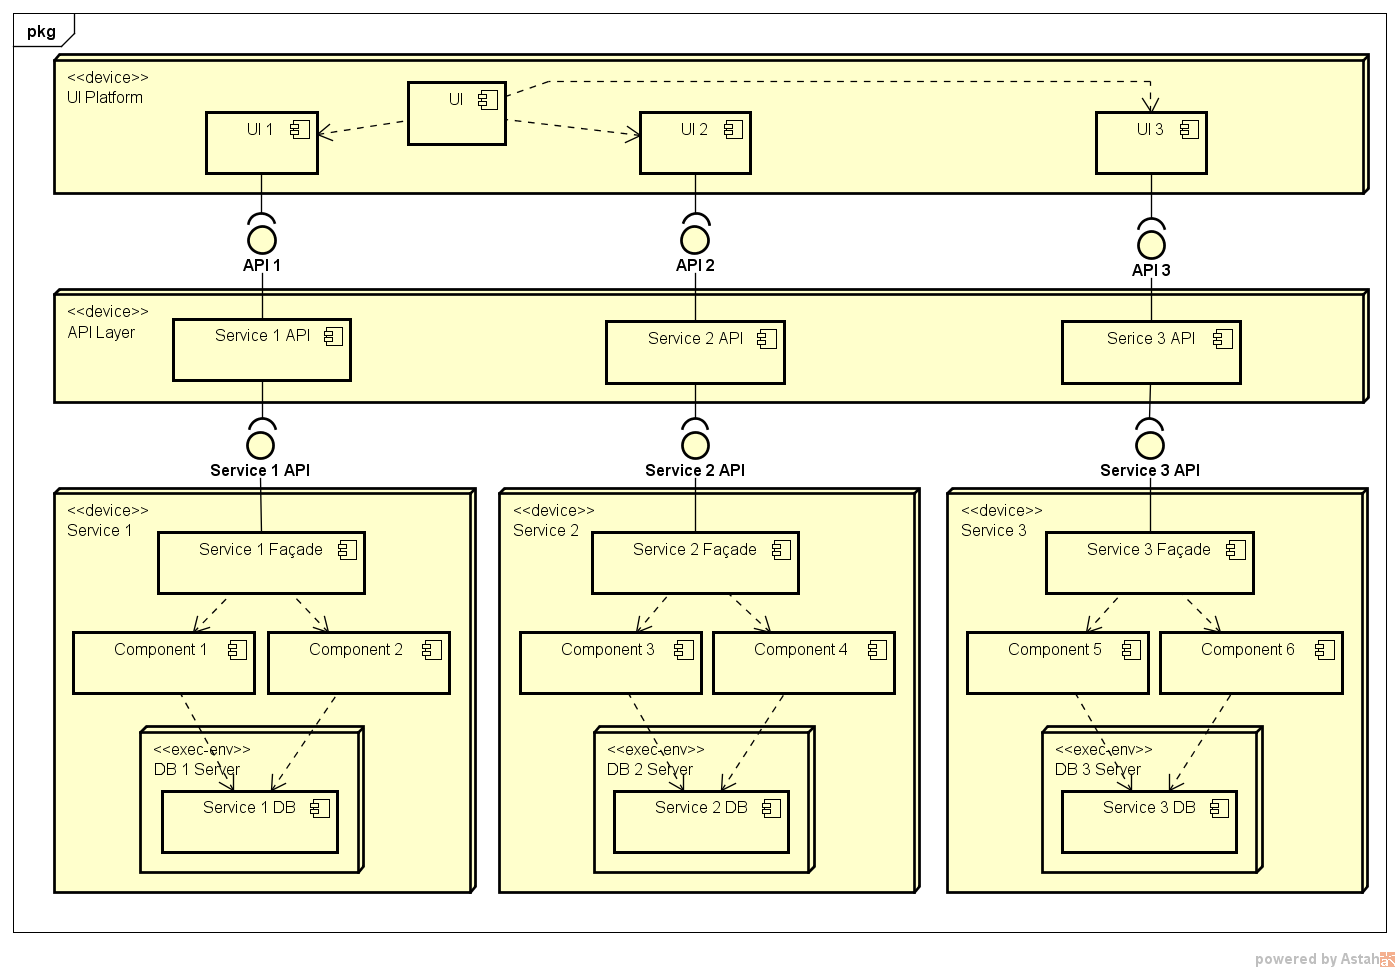 pkg
<<device>>
UI Platform
UI
UI 1
UI 2
UI 3
API 1
API 2
API 3
<<device>>
API Layer
Service 1 API
Service 2 API
Serice 3 API
Service 1 API
Service 2 API
Service 3 API
<<device>>
Service 1
Service 1 Façade
Component 1
Component 2
<<exec-env>>
DB 1 Server
Service 1 DB
<<device>>
Service 2
Service 2 Façade
Component 3
Component 4
<<exec-env>>
DB 2 Server
Service 2 DB
<<device>>
Service 3
Service 3 Façade
Component 5
Component 6
<<exec-env>>
DB 3 Server
Service 3 DB
powered by Astah